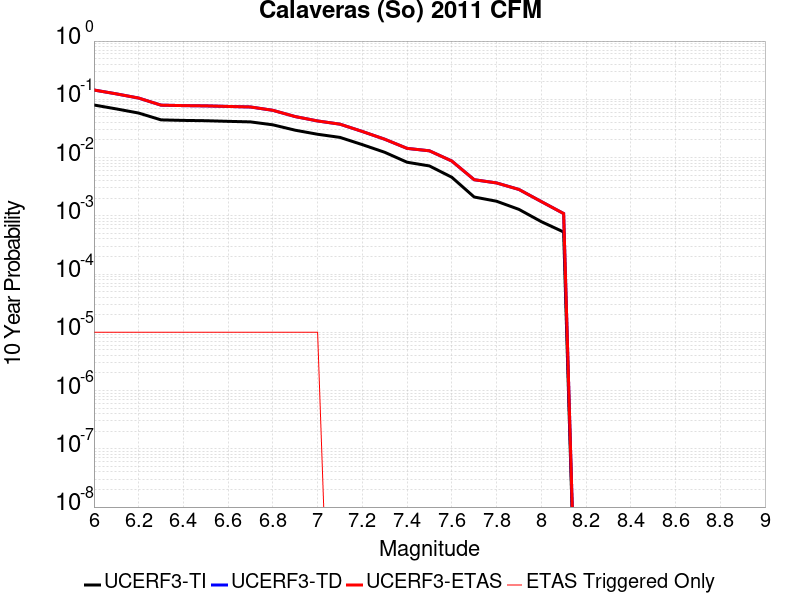 Calaveras (So) 2011 CFM
10 0
10 -1
10 -2
10 -3
10 -4
10 -5
10 -6
10 -7
10 -8
10 Year Probability
6 6.2 6.4 6.6 6.8 7 7.2 7.4 7.6 7.8 8 8.2 8.4 8.6 8.8 9
Magnitude
UCERF3-TI UCERF3-TD UCERF3-ETAS ETAS Triggered Only